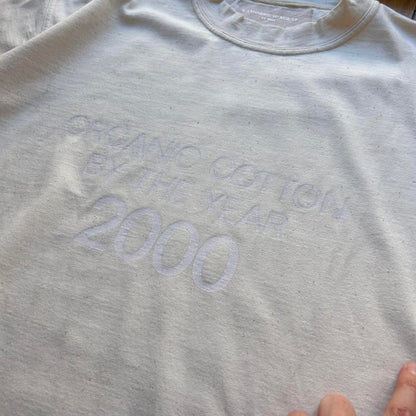 ORGANIC COTTON
BY THE YEAR
2000